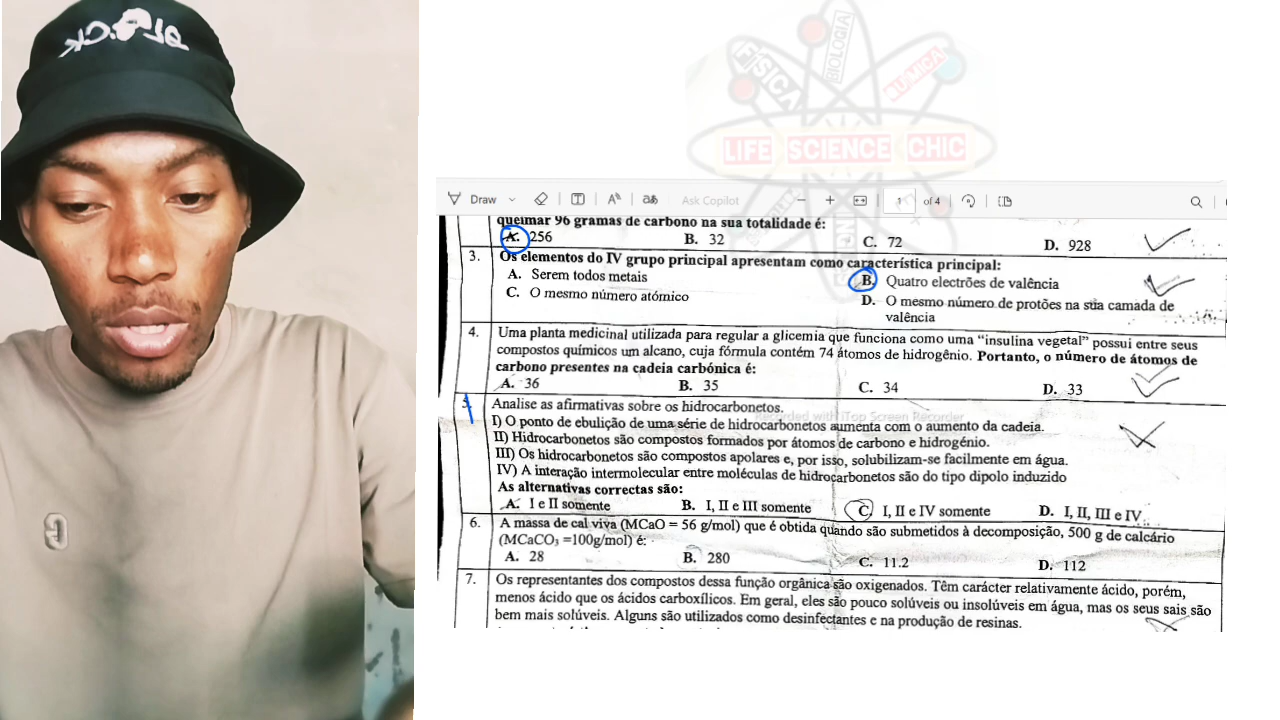 BLACK
FÍSICA
BIOLOGIA
QUÍMICA
LIFE SCIENCE CHIC
Draw
Ask Copilot
1 of 4
queimar 96 gramas de carbono na sua totalidade é:
A. 256 B. 32 C. 72 D. 928
3. Os elementos do IV grupo principal apresentam como característica principal:
A. Serem todos metais B. Quatro electrões de valência
C. O mesmo número atómico D. O mesmo número de protões na sua camada de
valência
4. Uma planta medicinal utilizada para regular a glicemia que funciona como uma “insulina vegetal” possui entre seus
compostos químicos um alcano, cuja fórmula contém 74 átomos de hidrogênio. Portanto, o número de átomos de
carbono presentes na cadeia carbónica é:
A. 36 B. 35 C. 34 D. 33
5. Analise as afirmativas sobre os hidrocarbonetos.
Recorded with iTop Screen Recorder
I) O ponto de ebulição de uma série de hidrocarbonetos aumenta com o aumento da cadeia.
II) Hidrocarbonetos são compostos formados por átomos de carbono e hidrogénio.
III) Os hidrocarbonetos são compostos apolares e, por isso, solubilizam-se facilmente em água.
IV) A interação intermolecular entre moléculas de hidrocarbonetos são do tipo dipolo induzido
As alternativas correctas são:
A. I e II somente B. I, II e III somente C. I, II e IV somente D. I, II, III e IV
6. A massa de cal viva (MCaO = 56 g/mol) que é obtida quando são submetidos à decomposição, 500 g de calcário
(MCaCO₃ =100g/mol) é:
A. 28 B. 280 C. 11.2 D. 112
7. Os representantes dos compostos dessa função orgânica são oxigenados. Têm carácter relativamente ácido, porém,
menos ácido que os ácidos carboxílicos. Em geral, eles são pouco solúveis ou insolúveis em água, mas os seus sais são
bem mais solúveis. Alguns são utilizados como desinfectantes e na produção de resinas.